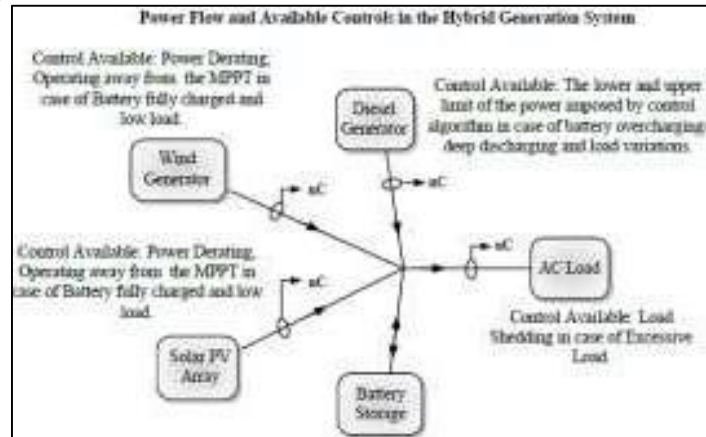 Power Flow and Available Controls in the Hybrid Generation System
Control Available: Power Derating,
Operating away from the MPPT in
case of Battery fully charged and
low load.
Diesel
Generator
Control Available: The lower and upper
limit of the power imposed by control
algorithm in case of battery overcharging
deep discharging and load variations.
Wind
Generator
uC
uC
uC
AC Load
Control Available: Power Derating,
Operating away from the MPPT in
case of Battery fully charged and low
load.
uC
Control Available: Load
Shedding in case of Excessive
Load
Solar PV
Array
Battery
Storage